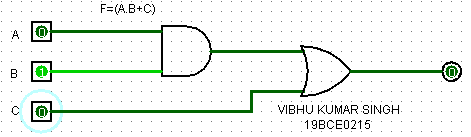 F=(A.B+C)
A 0
B 1
0
C 0
VIBHU KUMAR SINGH
19BCE0215